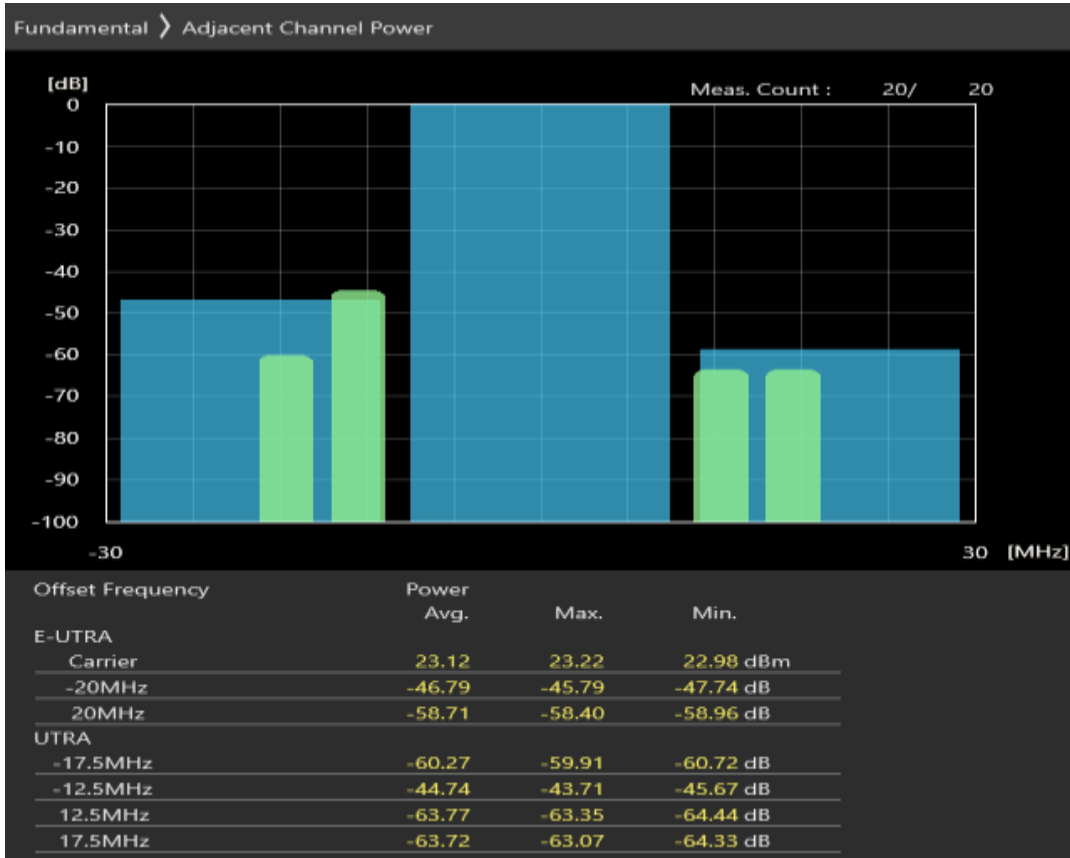 Fundamental 〉 Adjacent Channel Power
[dB]
Meas. Count : 20/ 20
0
-10
-20
-30
-40
-50
-60
-70
-80
-90
-100
-30 30 [MHz]
Offset Frequency Power
Avg. Max. Min.
E-UTRA
Carrier 23.12 23.22 22.98 dBm
-20MHz -46.79 -45.79 -47.74 dB
20MHz -58.71 -58.40 -58.96 dB
UTRA
-17.5MHz -60.27 -59.91 -60.72 dB
-12.5MHz -44.74 -43.71 -45.67 dB
12.5MHz -63.77 -63.35 -64.44 dB
17.5MHz -63.72 -63.07 -64.33 dB